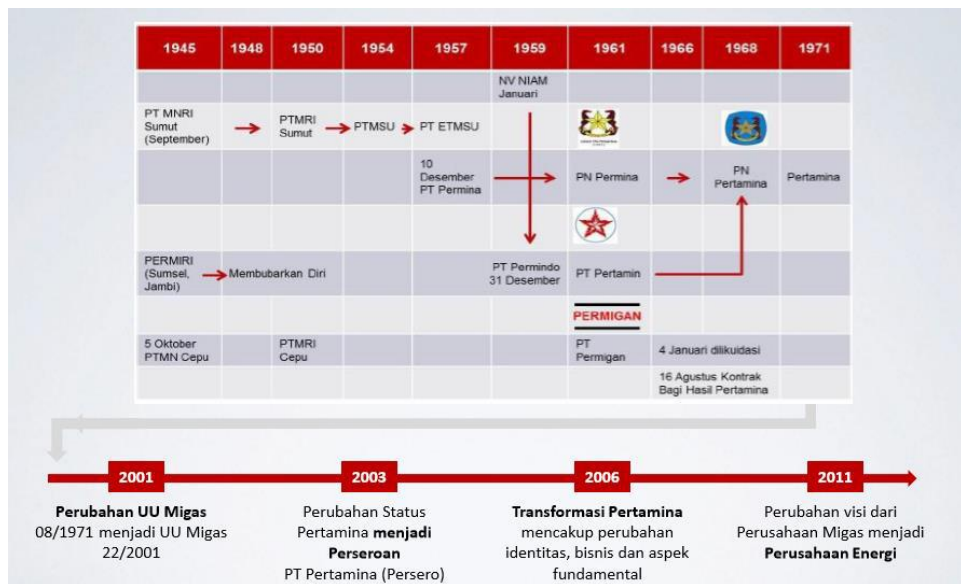 1945 1948 1950 1954 1957 1959 1961 1966 1968 1971
NV NIAM
Januari
PT MNRI
Sumut
(September)
PTMRI
Sumut
PTMSU
PT ETMSU
10
Desember
PT Permina
PN Permina
PN
Pertamina
Pertamina
PERMIRI
(Sumsel,
Jambi)
Membubarkan Diri
PT Permindo
31 Desember
PT Pertamin
PERMIGAN
5 Oktober
PTMN Cepu
PTMRI
Cepu
PT
Permigan
4 Januari dilikuidasi
16 Agustus Kontrak
Bagi Hasil Pertamina
2001
Perubahan UU Migas
08/1971 menjadi UU Migas
22/2001
2003
Perubahan Status
Pertamina menjadi
Perseroan
PT Pertamina (Persero)
2006
Transformasi Pertamina
mencakup perubahan
identitas, bisnis dan aspek
fundamental
2011
Perubahan visi dari
Perusahaan Migas menjadi
Perusahaan Energi